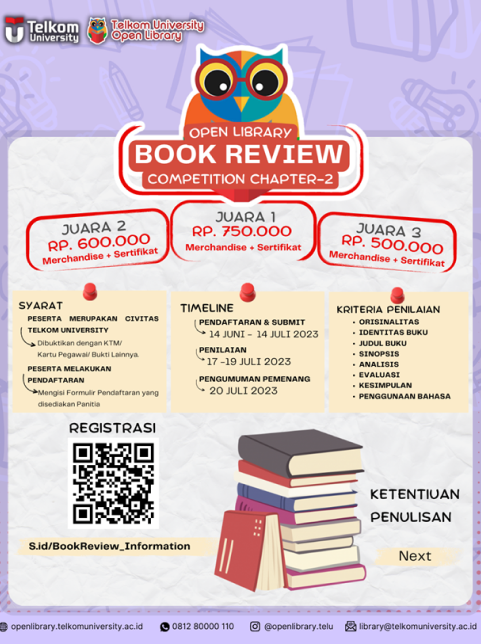 Telkom University
Telkom University Open Library
OPEN LIBRARY
BOOK REVIEW
COMPETITION CHAPTER-2
JUARA 2
RP. 600.000
Merchandise + Sertifikat
JUARA 1
RP. 750.000
Merchandise + Sertifikat
JUARA 3
RP. 500.000
Merchandise + Sertifikat
SYARAT
PESERTA MERUPAKAN CIVITAS
TELKOM UNIVERSITY
Dibuktikan dengan KTM/
Kartu Pegawai/ Bukti Lainnya.
PESERTA MELAKUKAN
PENDAFTARAN
Mengisi Formulir Pendaftaran yang
disediakan Panitia
TIMELINE
PENDAFTARAN & SUBMIT
14 JUNI - 14 JULI 2023
PENILAIAN
17 -19 JULI 2023
PENGUMUMAN PEMENANG
20 JULI 2023
KRITERIA PENILAIAN
• ORISINALITAS
• IDENTITAS BUKU
• JUDUL BUKU
• SINOPSIS
• ANALISIS
• EVALUASI
• KESIMPULAN
• PENGGUNAAN BAHASA
REGISTRASI
S.id/BookReview_Information
KETENTIUAN
PENULISAN
Next
openlibrary.telkomuniversity.ac.id
0812 80000 110
@openlibrary.telu
library@telkomuniversity.ac.id